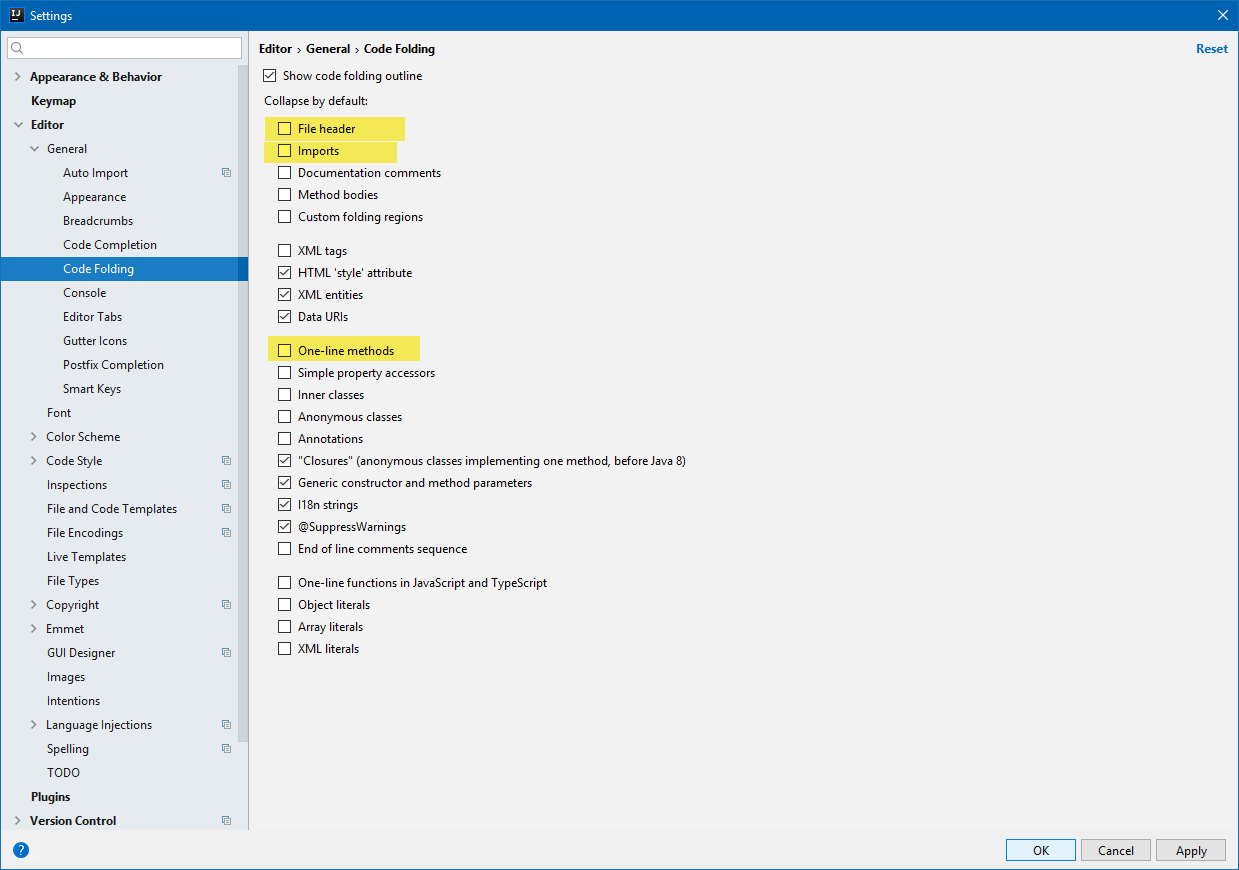 IJ Settings
Appearance & Behavior
Keymap
Editor
General
Auto Import
Appearance
Breadcrumbs
Code Completion
Code Folding
Console
Editor Tabs
Gutter Icons
Postfix Completion
Smart Keys
Font
Color Scheme
Code Style
Inspections
File and Code Templates
File Encodings
Live Templates
File Types
Copyright
Emmet
GUI Designer
Images
Intentions
Language Injections
Spelling
TODO
Plugins
Version Control
Editor › General › Code Folding
Reset
Show code folding outline
Collapse by default:
File header
Imports
Documentation comments
Method bodies
Custom folding regions
XML tags
HTML 'style' attribute
XML entities
Data URIs
One-line methods
Simple property accessors
Inner classes
Anonymous classes
Annotations
"Closures" (anonymous classes implementing one method, before Java 8)
Generic constructor and method parameters
I18n strings
@SuppressWarnings
End of line comments sequence
One-line functions in JavaScript and TypeScript
Object literals
Array literals
XML literals
?
OK
Cancel
Apply